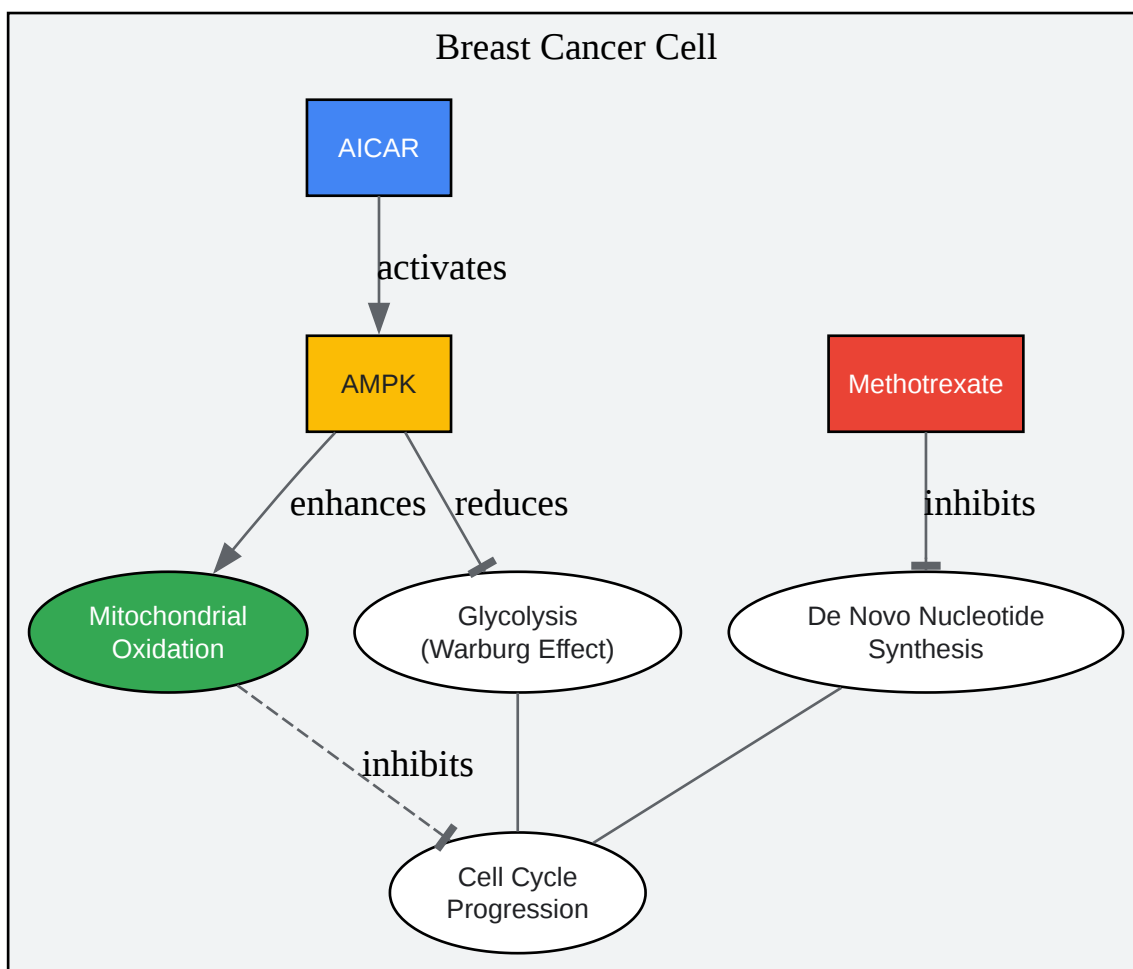 Breast Cancer Cell
AICAR
activates
AMPK
Methotrexate
enhances
reduces
inhibits
Mitochondrial
Oxidation
Glycolysis
(Warburg Effect)
De Novo Nucleotide
Synthesis
inhibits
Cell Cycle
Progression